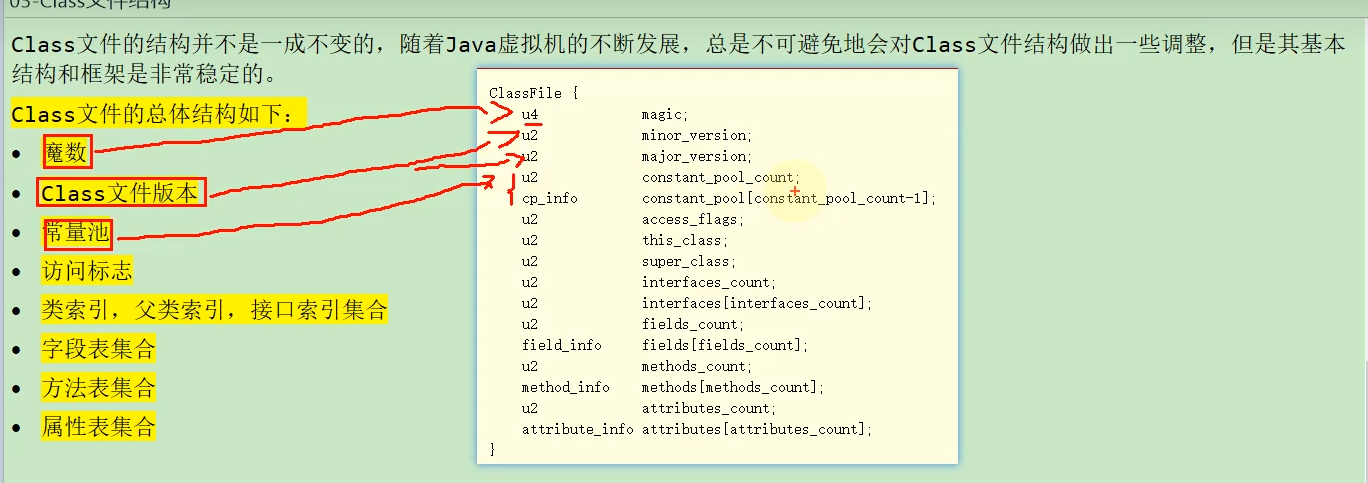 03-Class文件结构
Class文件的结构并不是一成不变的，随着Java虚拟机的不断发展，总是不可避免地会对Class文件结构做出一些调整，但是其基本
结构和框架是非常稳定的。
Class文件的总体结构如下：
• 魔数
• Class文件版本
• 常量池
• 访问标志
• 类索引，父类索引，接口索引集合
• 字段表集合
• 方法表集合
• 属性表集合
ClassFile {
u4 magic;
u2 minor_version;
u2 major_version;
u2 constant_pool_count;
cp_info constant_pool[constant_pool_count-1];
u2 access_flags;
u2 this_class;
u2 super_class;
u2 interfaces_count;
u2 interfaces[interfaces_count];
u2 fields_count;
field_info fields[fields_count];
u2 methods_count;
method_info methods[methods_count];
u2 attributes_count;
attribute_info attributes[attributes_count];
}